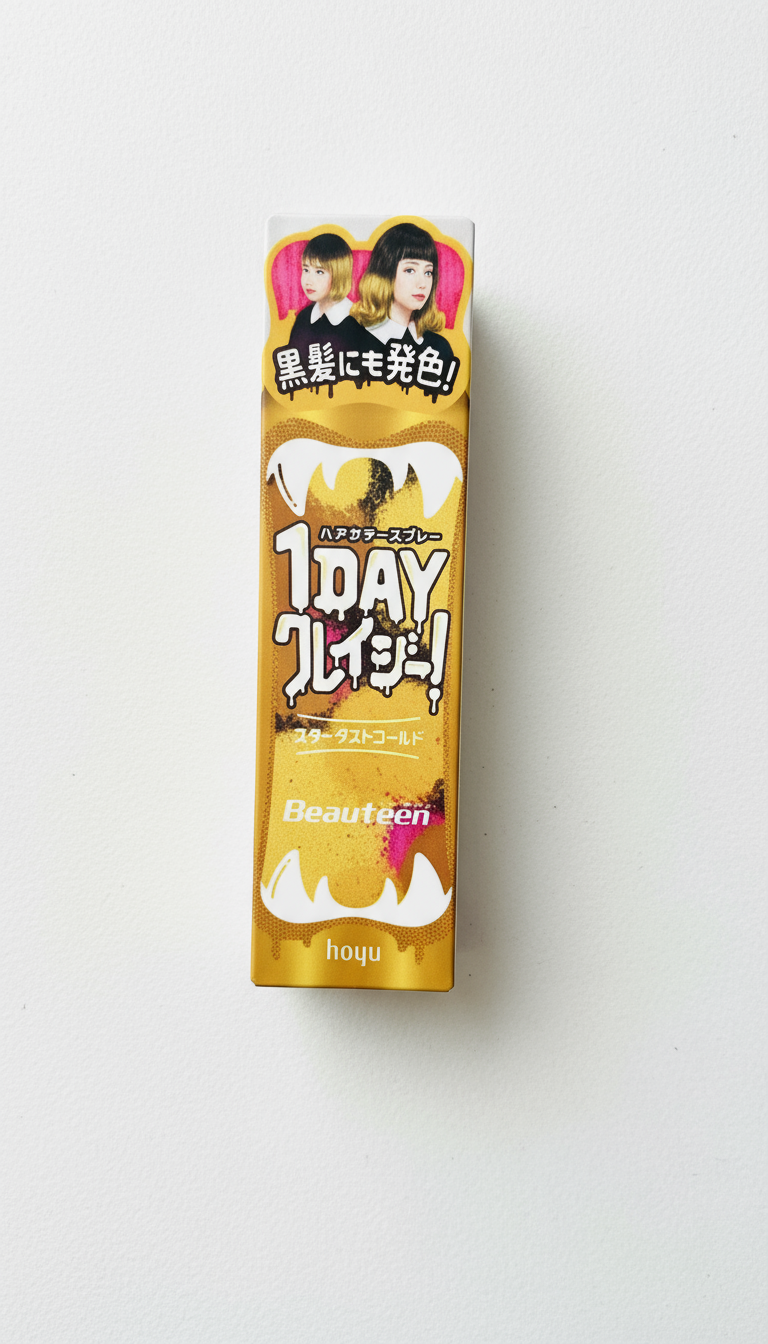 黒髪にも発色!
ヘアカラースプレー
1DAY
クレイジー!
スターダストゴールド
Beauteen
hoyu